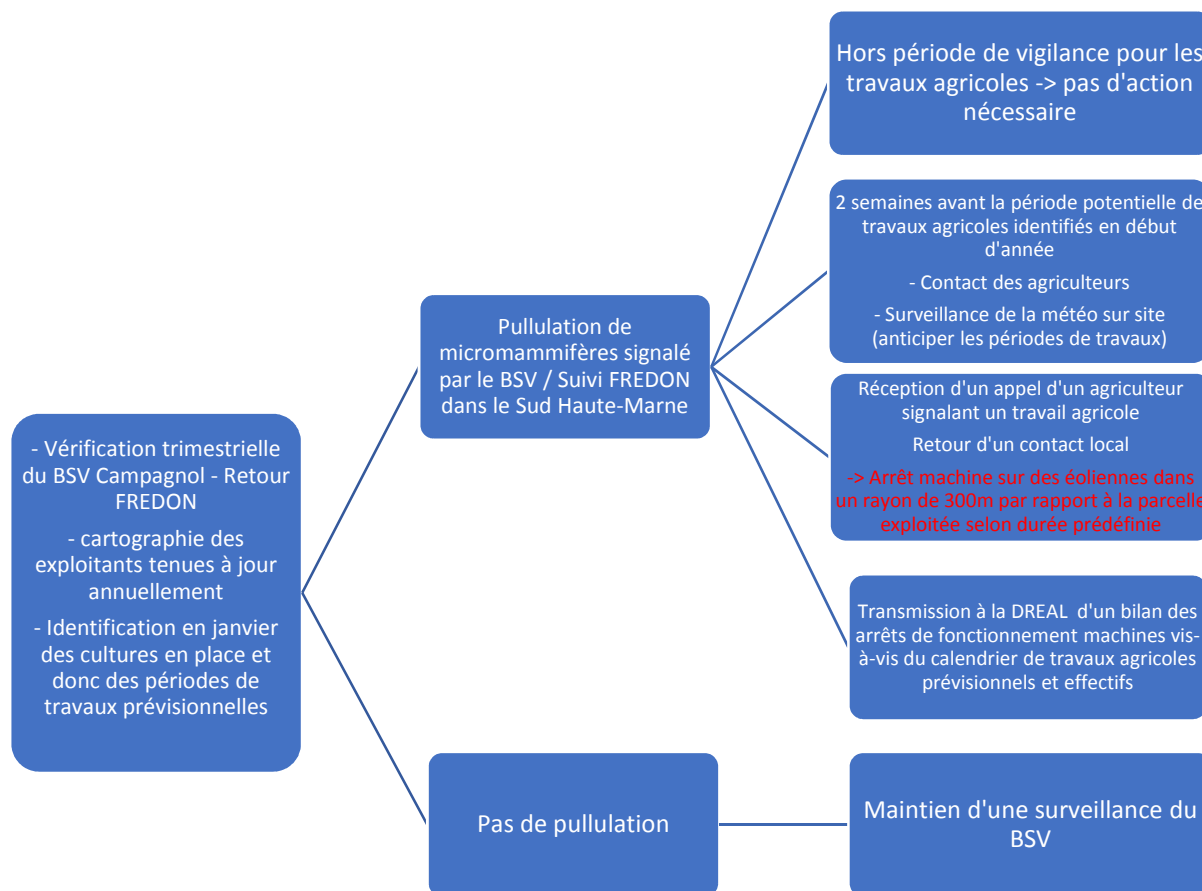 - Vérification trimestrielle
du BSV Campagnol - Retour
FREDON
- cartographie des
exploitants tenues à jour
annuellement
- Identification en janvier
des cultures en place et
donc des périodes de
travaux prévisionnelles
Pullulation de
micromammifères signalé
par le BSV / Suivi FREDON
dans le Sud Haute-Marne
Hors période de vigilance pour les
travaux agricoles -> pas d'action
nécessaire
2 semaines avant la période potentielle de
travaux agricoles identifiés en début
d'année
- Contact des agriculteurs
- Surveillance de la météo sur site
(anticiper les périodes de travaux)
Réception d'un appel d'un agriculteur
signalant un travail agricole
Retour d'un contact local
-> Arrêt machine sur des éoliennes dans
un rayon de 300m par rapport à la parcelle
exploitée selon durée prédéfinie
Transmission à la DREAL d'un bilan des
arrêts de fonctionnement machines vis-
à-vis du calendrier de travaux agricoles
prévisionnels et effectifs
Pas de pullulation
Maintien d'une surveillance du
BSV